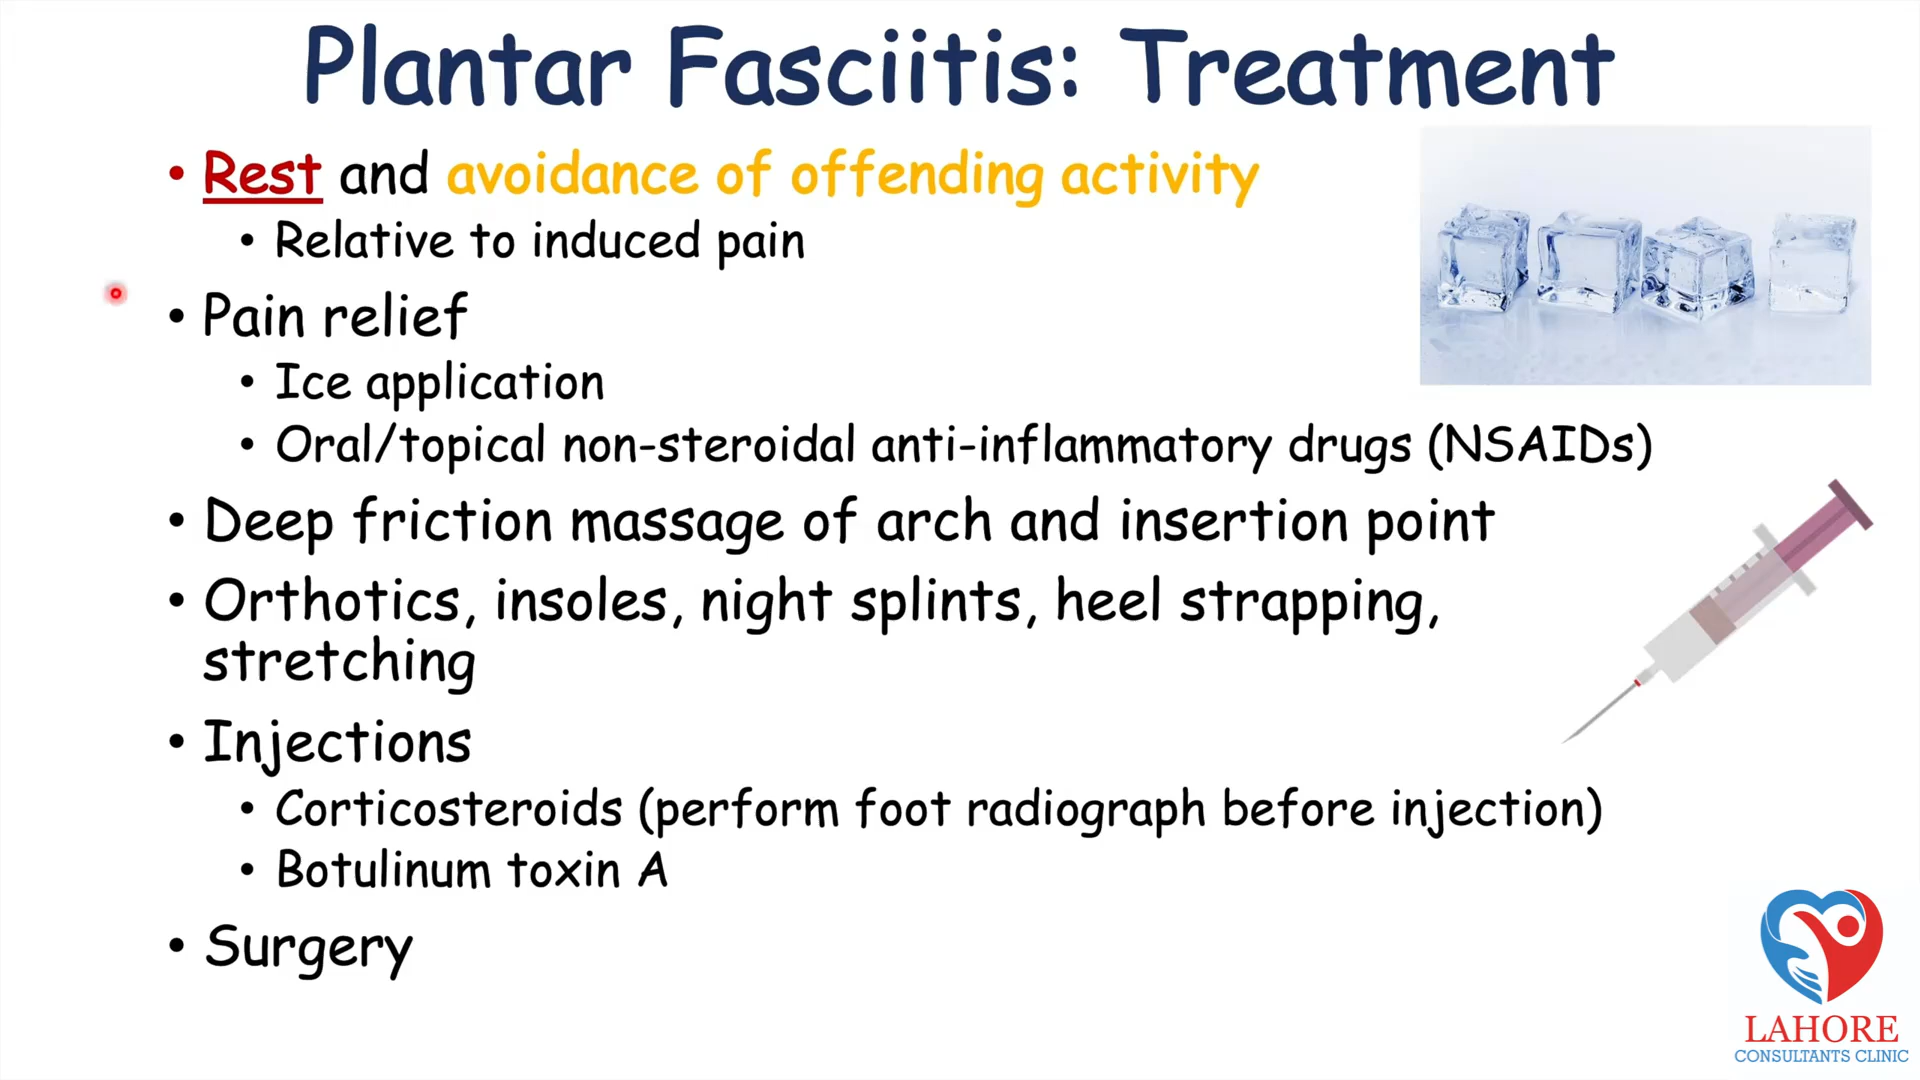 Plantar Fasciitis: Treatment
• Rest and avoidance of offending activity
• Relative to induced pain
• Pain relief
• Ice application
• Oral/topical non-steroidal anti-inflammatory drugs (NSAIDs)
• Deep friction massage of arch and insertion point
• Orthotics, insoles, night splints, heel strapping,
stretching
• Injections
• Corticosteroids (perform foot radiograph before injection)
• Botulinum toxin A
• Surgery
LAHORE
CONSULTANTS CLINIC